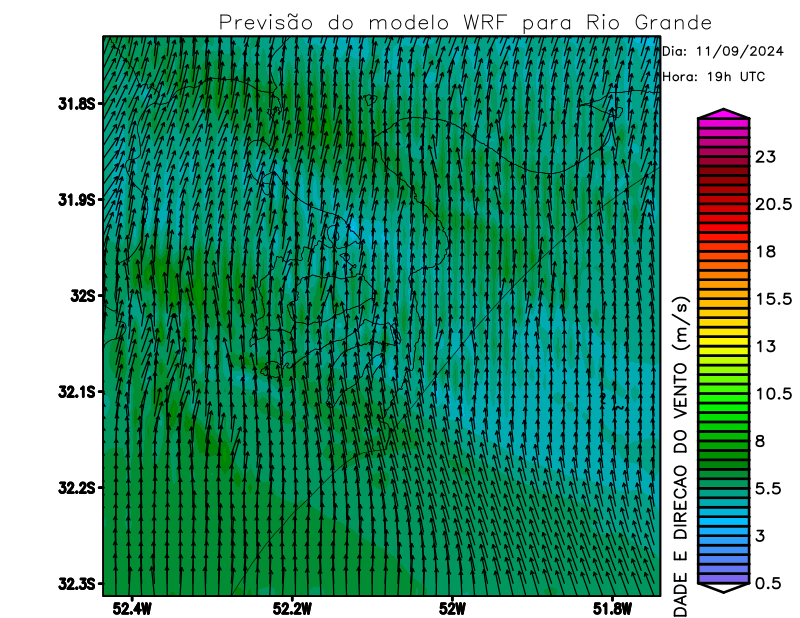 Previsão do modelo WRF para Rio Grande
Dia: 11/09/2024
Hora: 19h UTC
31.8S
31.9S
32S
32.1S
32.2S
32.3S
52.4W
52.2W
52W
51.8W
DADE E DIRECAO DO VENTO (m/s)
23
20.5
18
15.5
13
10.5
8
5.5
3
0.5